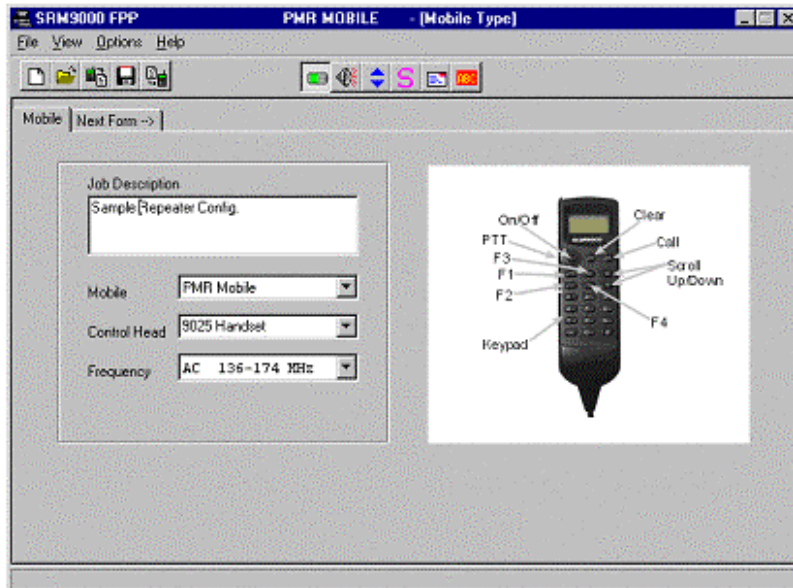 SRM9000 FPP PMR MOBILE - [Mobile Type]
File View Options Help
S ABC
Mobile Next Form -->
Job Description
Sample Repeater Config.
Mobile PMR Mobile
Control Head 9025 Handset
Frequency AC 136-174 MHz
On/Off Clear
PTT Call
F3 Scroll
F1 Up/Down
F2 F4
Keypad